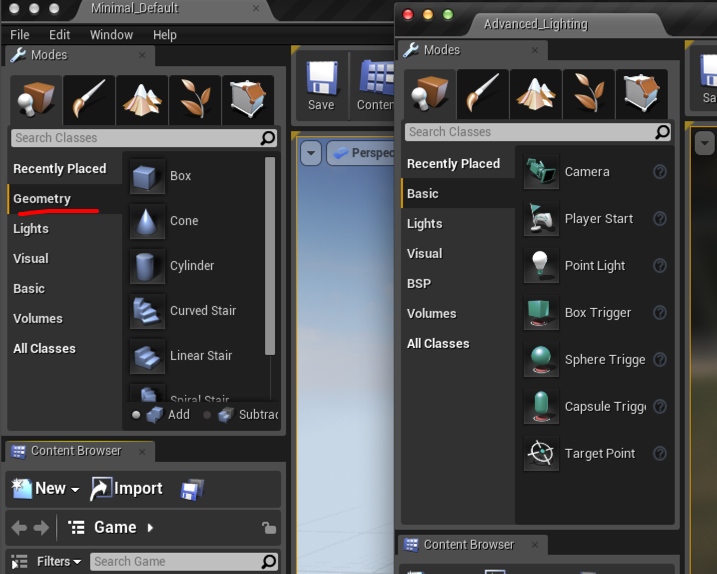 Minimal_Default
File Edit Window Help
Modes
Search Classes
Recently Placed
Geometry
Lights
Visual
Basic
Volumes
All Classes
Box
Cone
Cylinder
Curved Stair
Linear Stair
Spiral Stair
Add Subtrac
Save Conten
Perspec
Content Browser
New Import
Game
Filters Search Game
Advanced_Lighting
Modes
Search Classes
Recently Placed
Basic
Lights
Visual
BSP
Volumes
All Classes
Camera
Player Start
Point Light
Box Trigger
Sphere Trigge
Capsule Trigge
Target Point
Sa
Content Browser